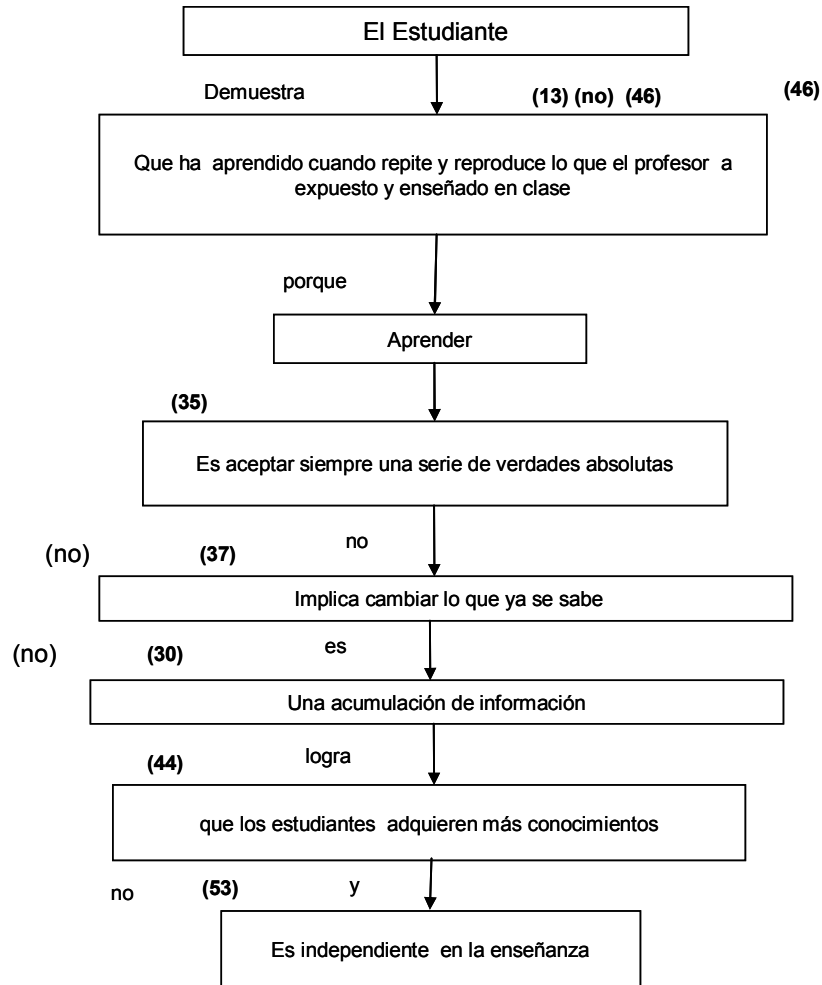 El Estudiante
Demuestra
(13) (no) (46)
(46)
Que ha aprendido cuando repite y reproduce lo que el profesor a
expuesto y enseñado en clase
porque
Aprender
(35)
Es aceptar siempre una serie de verdades absolutas
(no)
(37)
no
Implica cambiar lo que ya se sabe
(no)
(30)
es
Una acumulación de información
(44)
logra
que los estudiantes adquieren más conocimientos
no
(53)
y
Es independiente en la enseñanza